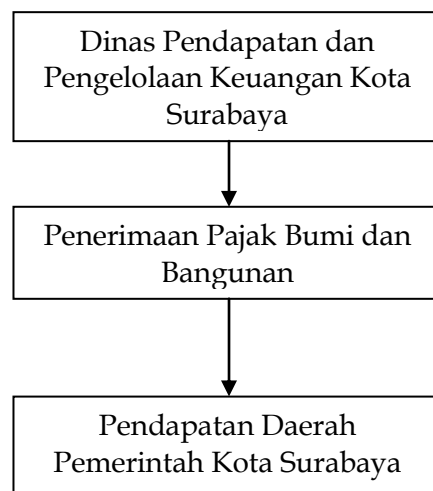 Dinas Pendapatan dan
Pengelolaan Keuangan Kota
Surabaya
Penerimaan Pajak Bumi dan
Bangunan
Pendapatan Daerah
Pemerintah Kota Surabaya